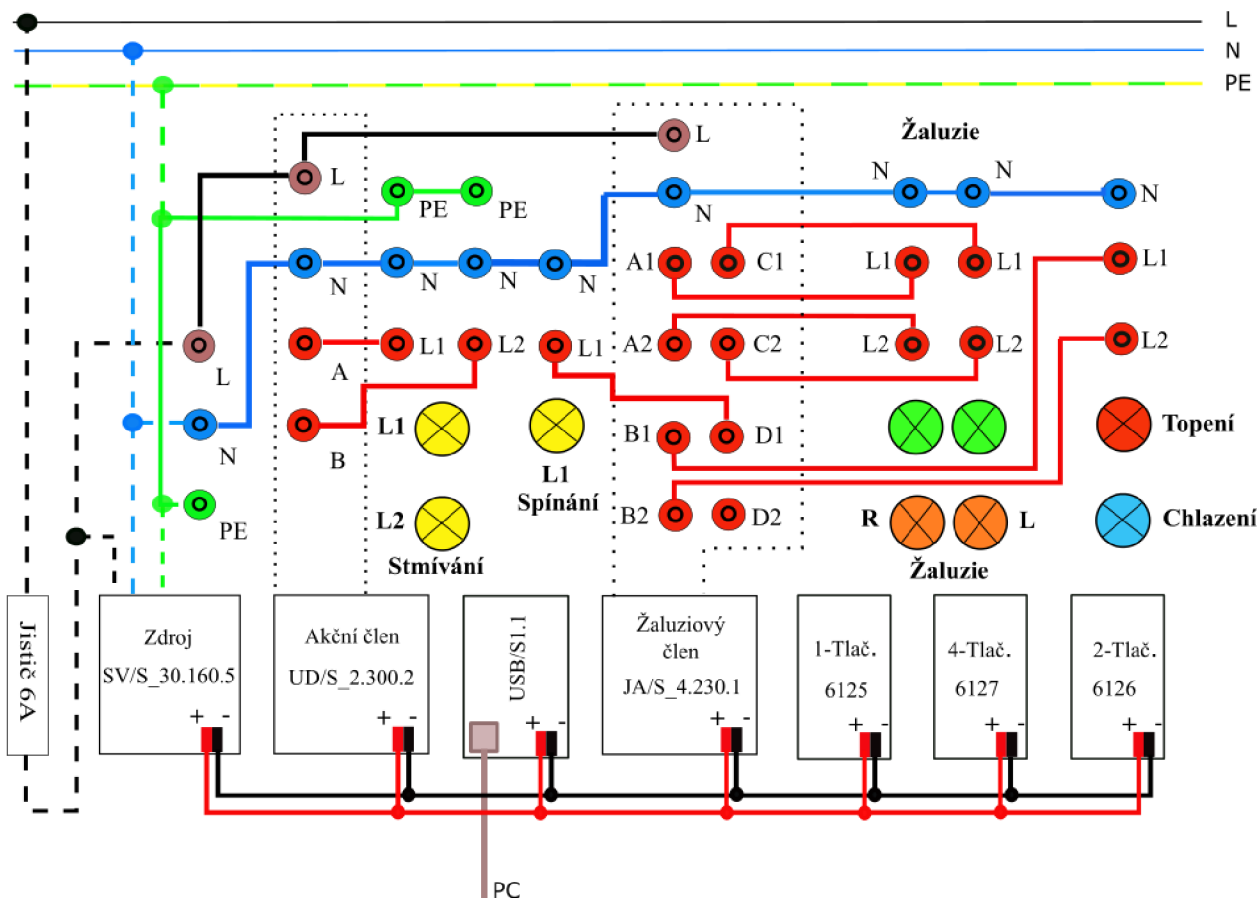 L
N
PE
L
Žaluzie
L
N
N
PE
PE
N
N
N
N
N
N
A1
C1
L1
L1
L1
L
A
L1
L2
L1
A2
C2
L2
L2
L2
N
B
L1
L1
Spínání
B1
D1
Topení
PE
L2
Stmívání
B2
D2
R
L
Žaluzie
Chlazení
Jistič 6A
Zdroj
SV/S_30.160.5
+ -
Akční člen
UD/S_2.300.2
+ -
USB/S1.1
+ -
Žaluziový
člen
JA/S_4.230.1
+ -
1-Tlač.
6125
+ -
4-Tlač.
6127
+ -
2-Tlač.
6126
+ -
PC